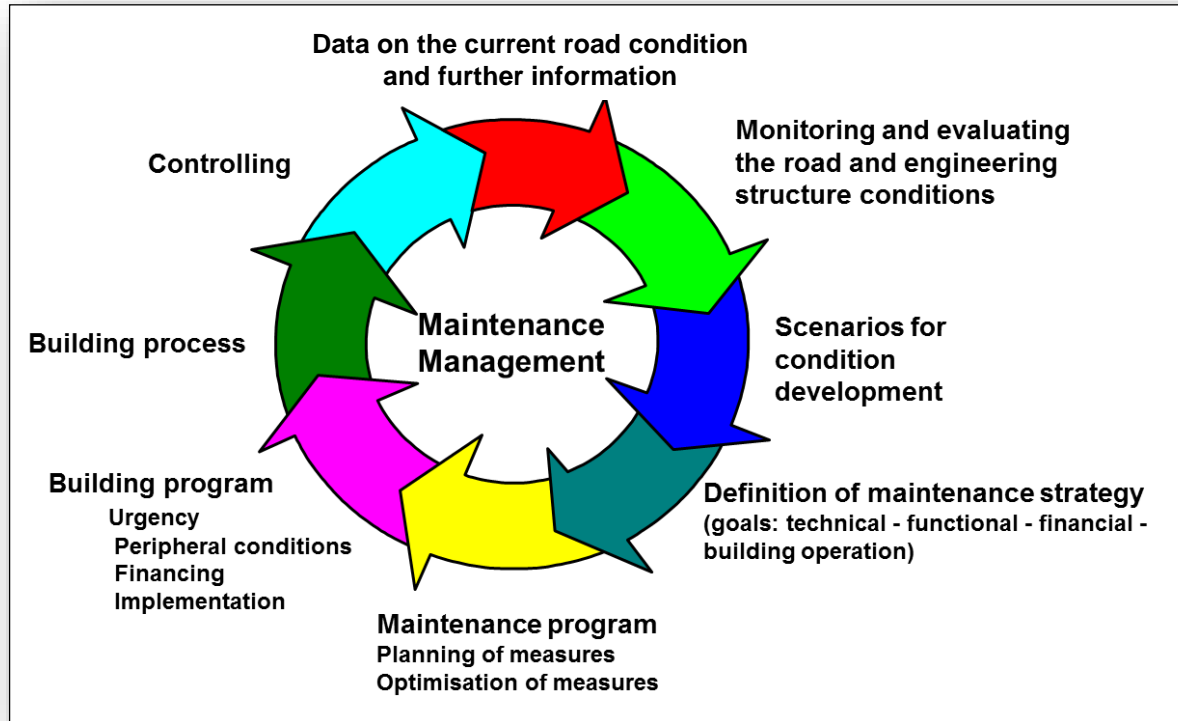 Data on the current road condition
and further information
Monitoring and evaluating
the road and engineering
structure conditions
Scenarios for
condition
development
Definition of maintenance strategy
(goals: technical - functional - financial -
building operation)
Maintenance program
Planning of measures
Optimisation of measures
Building program
Urgency
Peripheral conditions
Financing
Implementation
Building process
Controlling
Maintenance
Management